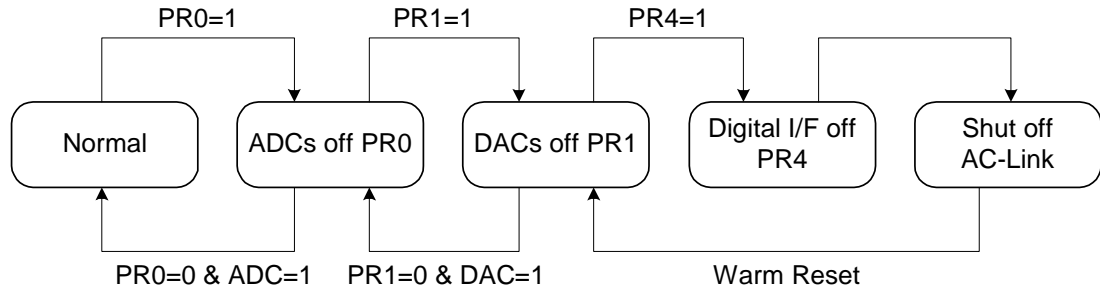 PR0=1
PR1=1
PR4=1
Normal
ADCs off PR0
DACs off PR1
Digital I/F off
PR4
Shut off
AC-Link
PR0=0 & ADC=1
PR1=0 & DAC=1
Warm Reset